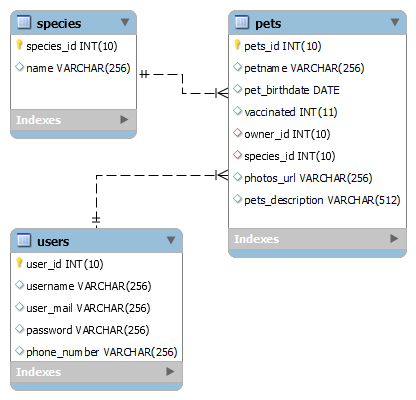 species
species_id INT(10)
name VARCHAR(256)
Indexes
pets
pets_id INT(10)
petname VARCHAR(256)
pet_birthdate DATE
vaccinated INT(11)
owner_id INT(10)
species_id INT(10)
photos_url VARCHAR(256)
pets_description VARCHAR(512)
Indexes
users
user_id INT(10)
username VARCHAR(256)
user_mail VARCHAR(256)
password VARCHAR(256)
phone_number VARCHAR(256)
Indexes